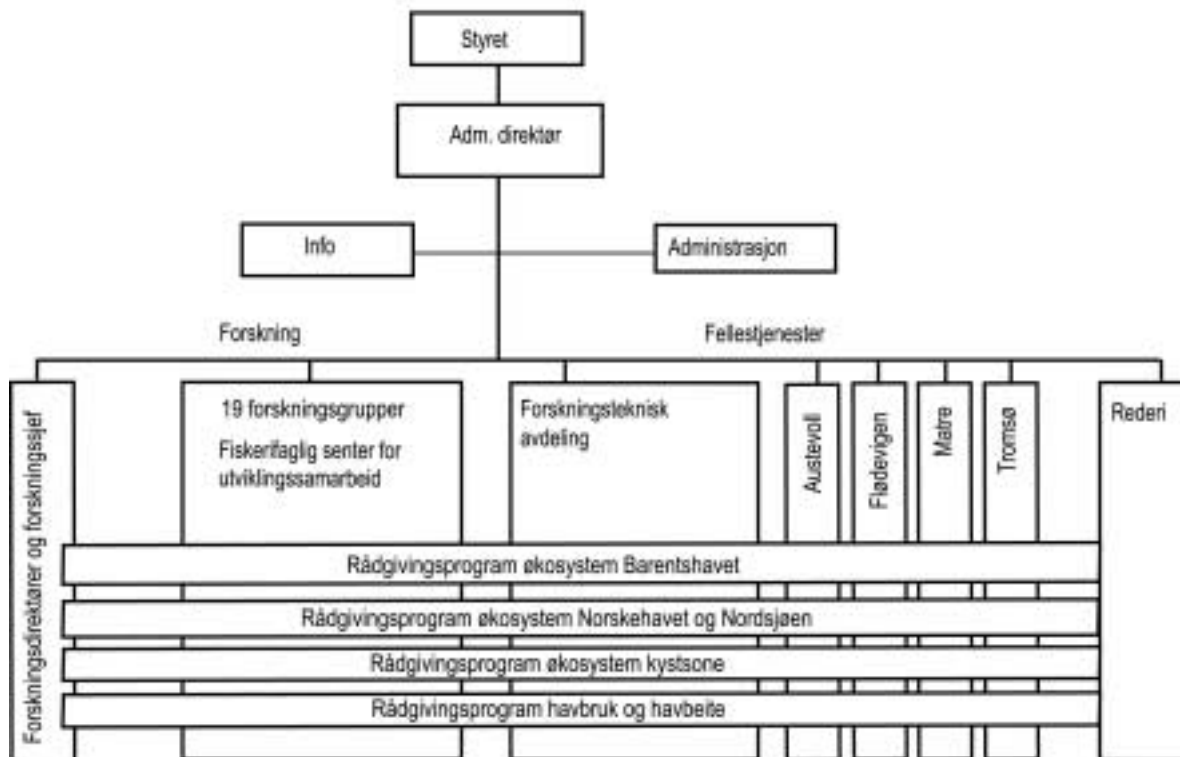 Styret
Adm. direktør
Info
Administrasjon
Forskning
Fellestjenester
Forskningsdirektører og forskningssjef
19 forskningsgrupper
Fiskerifaglig senter for
utviklingssamarbeid
Forskningsteknisk
avdeling
Austevoll
Flødevigen
Matre
Tromsø
Rederi
Rådgivingsprogram økosystem Barentshavet
Rådgivingsprogram økosystem Norskehavet og Nordsjøen
Rådgivingsprogram økosystem kystsone
Rådgivingsprogram havbruk og havbeite